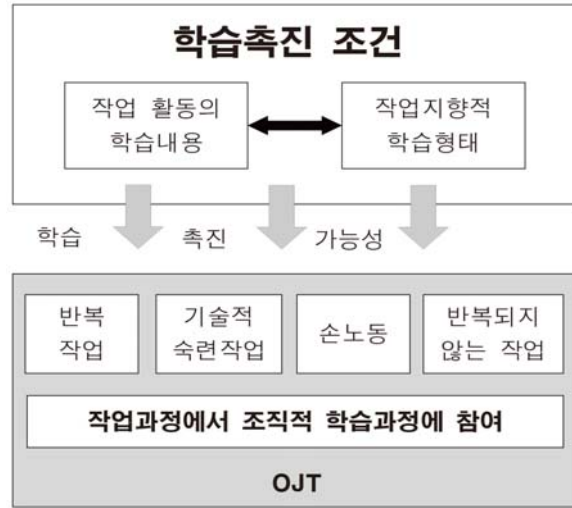 학습촉진 조건
작업 활동의
학습내용
작업지향적
학습형태
학습 촉진 가능성
반복
작업
기술적
숙련작업
손노동
반복되지
않는 작업
작업과정에서 조직적 학습과정에 참여
OJT